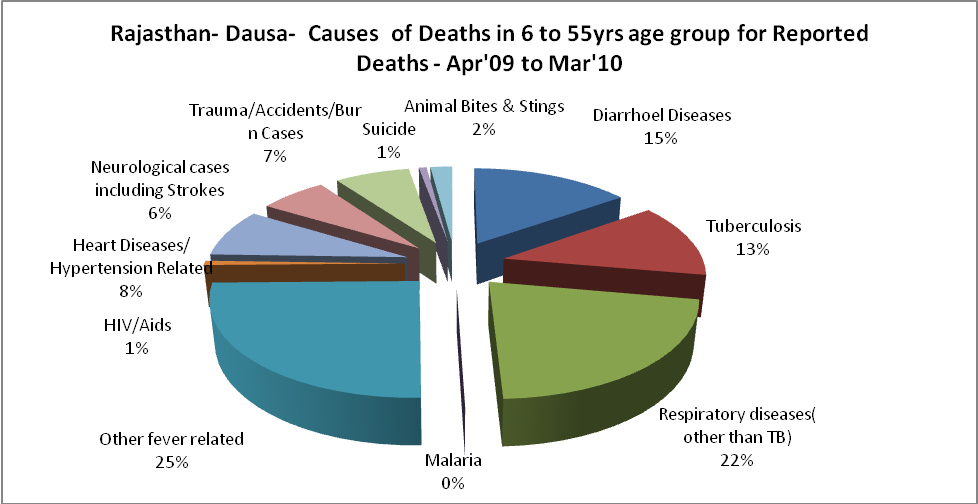 Rajasthan- Dausa- Causes of Deaths in 6 to 55yrs age group for Reported
Deaths - Apr'09 to Mar'10
Animal Bites & Stings
2%
Diarrhoel Diseases
15%
Tuberculosis
13%
Respiratory diseases(
other than TB)
22%
Malaria
0%
Other fever related
25%
HIV/Aids
1%
Heart Diseases/
Hypertension Related
8%
Neurological cases
including Strokes
6%
Trauma/Accidents/Bur
n Cases
7%
Suicide
1%